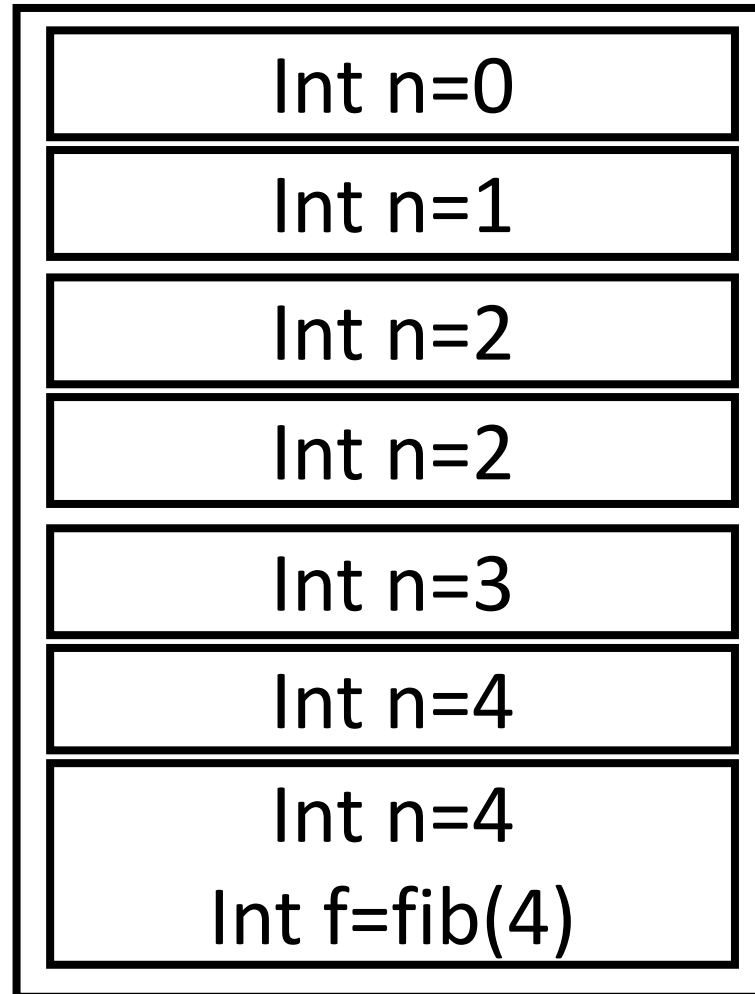 Int n=0
Int n=1
Int n=2
Int n=2
Int n=3
Int n=4
Int n=4
Int f=fib(4)